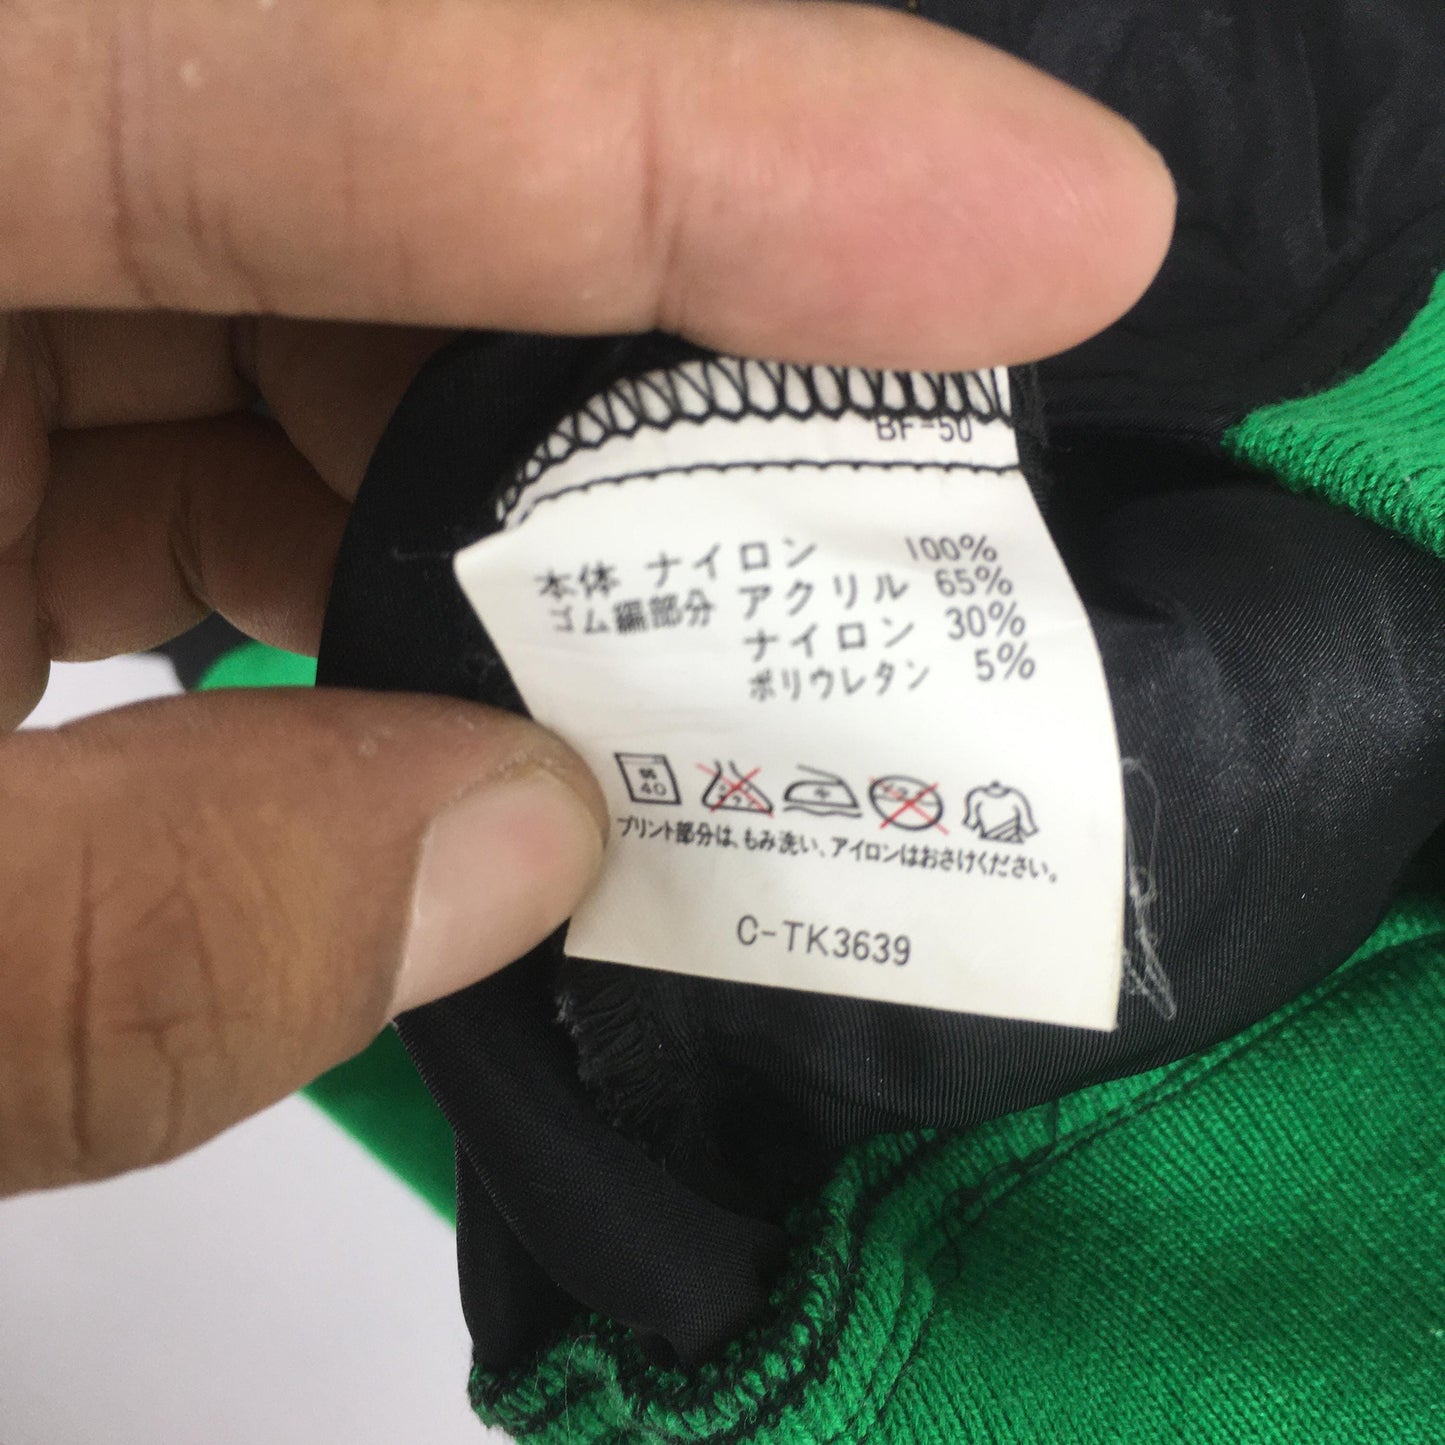 BF-50
本体 ナイロン 100%
ゴム編部分 アクリル 65%
ナイロン 30%
ポリウレタン 5%
40
プリント部分は、もみ洗い、アイロンはおさけください。
C-TK3639